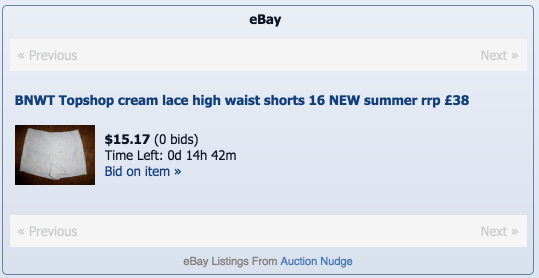 eBay
« Previous
Next »
BNWT Topshop cream lace high waist shorts 16 NEW summer rrp £38
$15.17 (0 bids)
Time Left: 0d 14h 42m
Bid on item »
« Previous
Next »
eBay Listings From Auction Nudge